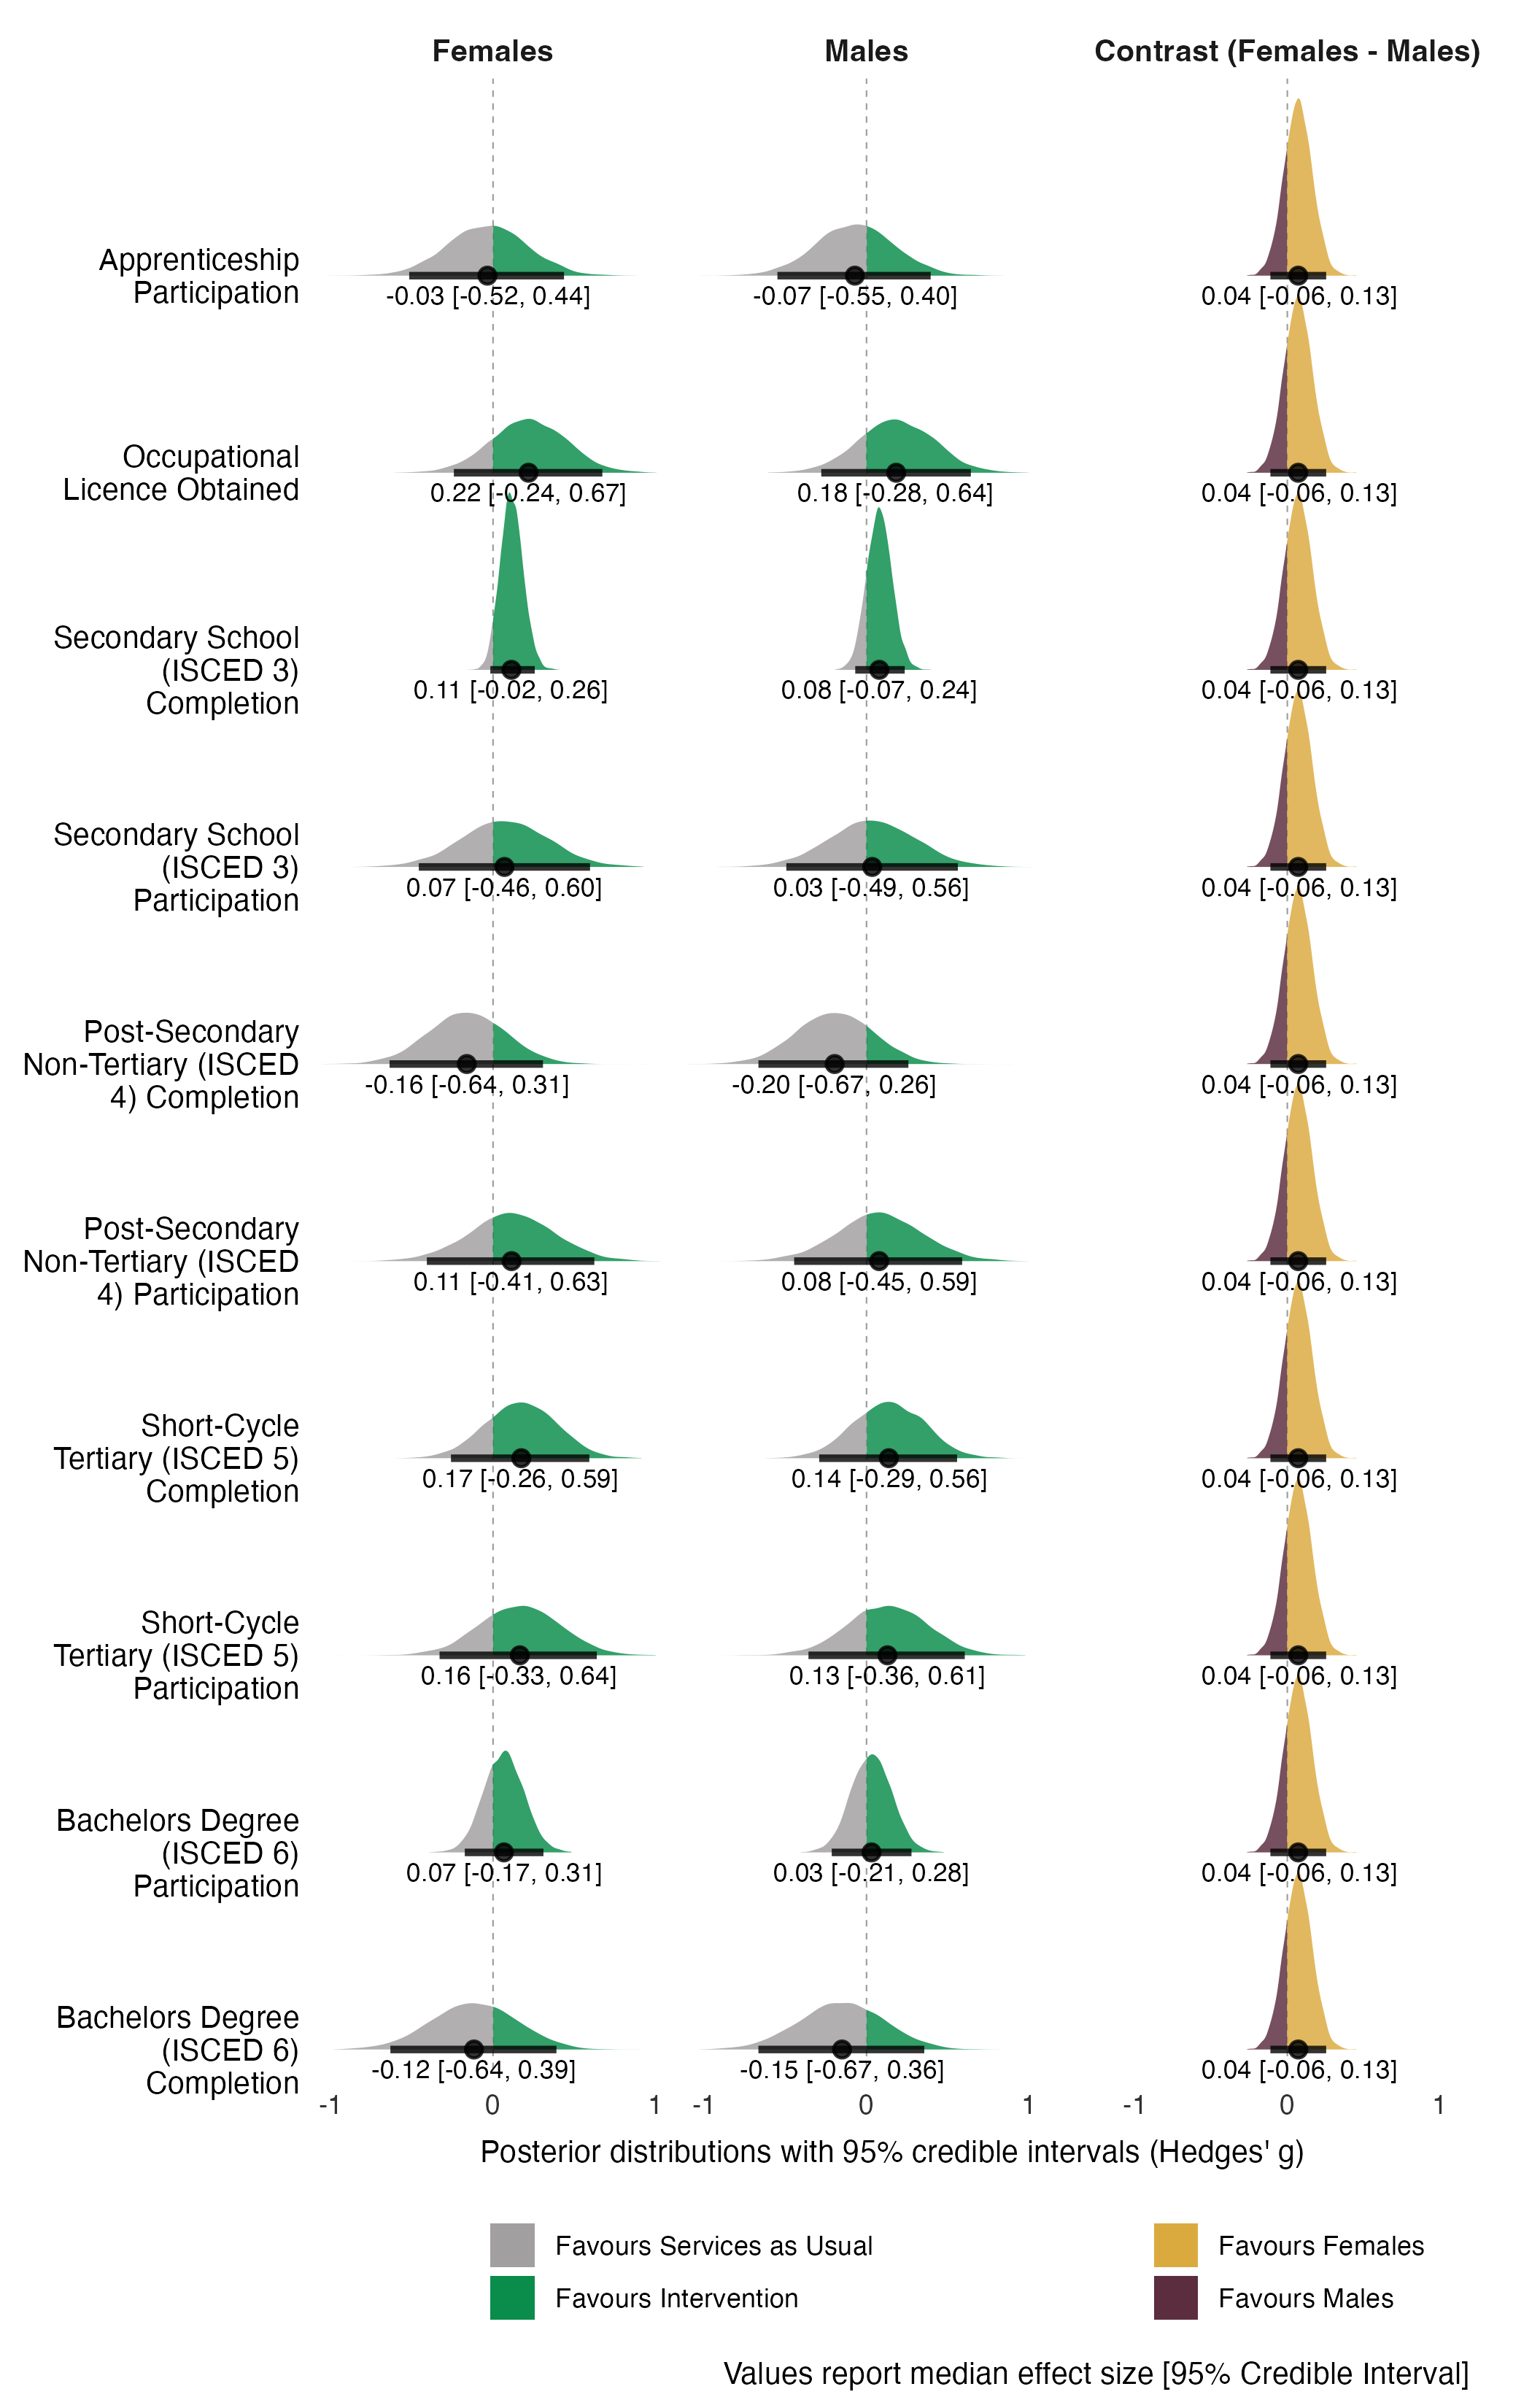 Females Males Contrast (Females - Males)
Apprenticeship
Participation
-0.03 [-0.52, 0.44] -0.07 [-0.55, 0.40] 0.04 [-0.06, 0.13]
Occupational
Licence Obtained
0.22 [-0.24, 0.67] 0.18 [-0.28, 0.64] 0.04 [-0.06, 0.13]
Secondary School
(ISCED 3)
Completion
0.11 [-0.02, 0.26] 0.08 [-0.07, 0.24] 0.04 [-0.06, 0.13]
Secondary School
(ISCED 3)
Participation
0.07 [-0.46, 0.60] 0.03 [-0.49, 0.56] 0.04 [-0.06, 0.13]
Post-Secondary
Non-Tertiary (ISCED
4) Completion
-0.16 [-0.64, 0.31] -0.20 [-0.67, 0.26] 0.04 [-0.06, 0.13]
Post-Secondary
Non-Tertiary (ISCED
4) Participation
0.11 [-0.41, 0.63] 0.08 [-0.45, 0.59] 0.04 [-0.06, 0.13]
Short-Cycle
Tertiary (ISCED 5)
Completion
0.17 [-0.26, 0.59] 0.14 [-0.29, 0.56] 0.04 [-0.06, 0.13]
Short-Cycle
Tertiary (ISCED 5)
Participation
0.16 [-0.33, 0.64] 0.13 [-0.36, 0.61] 0.04 [-0.06, 0.13]
Bachelors Degree
(ISCED 6)
Participation
0.07 [-0.17, 0.31] 0.03 [-0.21, 0.28] 0.04 [-0.06, 0.13]
Bachelors Degree
(ISCED 6)
Completion
-0.12 [-0.64, 0.39] -0.15 [-0.67, 0.36] 0.04 [-0.06, 0.13]
-1 0 1 -1 0 1 -1 0 1
Posterior distributions with 95% credible intervals (Hedges' g)
Favours Services as Usual
Favours Intervention
Favours Females
Favours Males
Values report median effect size [95% Credible Interval]